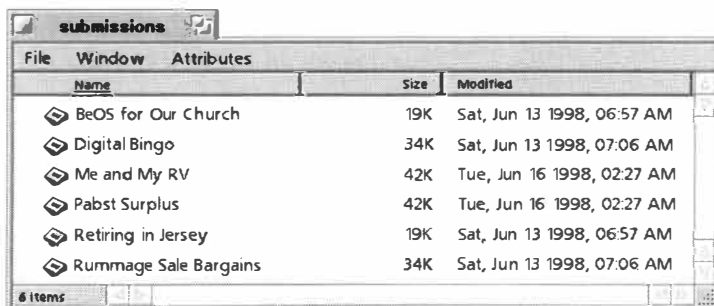 submissions
File Window Attributes
Name Size Modified
BeOS for Our Church 19K Sat, Jun 13 1998, 06:57 AM
Digital Bingo 34K Sat, Jun 13 1998, 07:06 AM
Me and My RV 42K Tue, Jun 16 1998, 02:27 AM
Pabst Surplus 42K Tue, Jun 16 1998, 02:27 AM
Retiring in Jersey 19K Sat, Jun 13 1998, 06:57 AM
Rummage Sale Bargains 34K Sat, Jun 13 1998, 07:06 AM
6 items